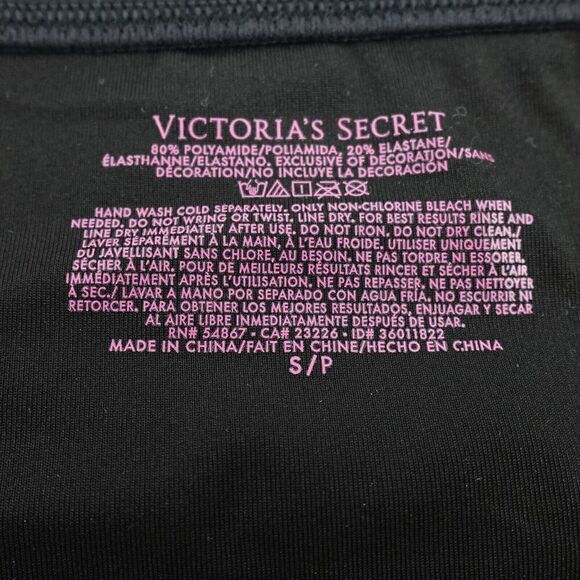 VICTORIA'S SECRET
80% POLYAMIDE/POLIAMIDA, 20% ELASTANE/
ÉLASTHANNE/ELASTANO. EXCLUSIVE OF DECORATION/SANS
DÉCORATION/NO INCLUYE LA DECORACIÓN
HAND WASH COLD SEPARATELY. ONLY NON-CHLORINE BLEACH WHEN
NEEDED. DO NOT WRING OR TWIST. LINE DRY. FOR BEST RESULTS RINSE AND
LINE DRY IMMEDIATELY AFTER USE. DO NOT IRON. DO NOT DRY CLEAN./
LAVER SÉPARÉMENT À LA MAIN, À L'EAU FROIDE. UTILISER UNIQUEMENT
DU JAVELLISANT SANS CHLORE, AU BESOIN. NE PAS TORDRE NI ESSORER.
SÉCHER À L'AIR. POUR DE MEILLEURS RÉSULTATS RINCER ET SÉCHER À L'AIR
IMMÉDIATEMENT APRÈS L'UTILISATION. NE PAS REPASSER. NE PAS NETTOYER
À SEC./ LAVAR A MANO POR SEPARADO CON AGUA FRÍA. NO ESCURRIR NI
RETORCER. PARA OBTENER LOS MEJORES RESULTADOS, ENJUAGAR Y SECAR
AL AIRE LIBRE INMEDIATAMENTE DESPUÉS DE USAR.
RN# 54867 • CA# 23226 • ID# 36011822
MADE IN CHINA/FAIT EN CHINE/HECHO EN CHINA
S/P